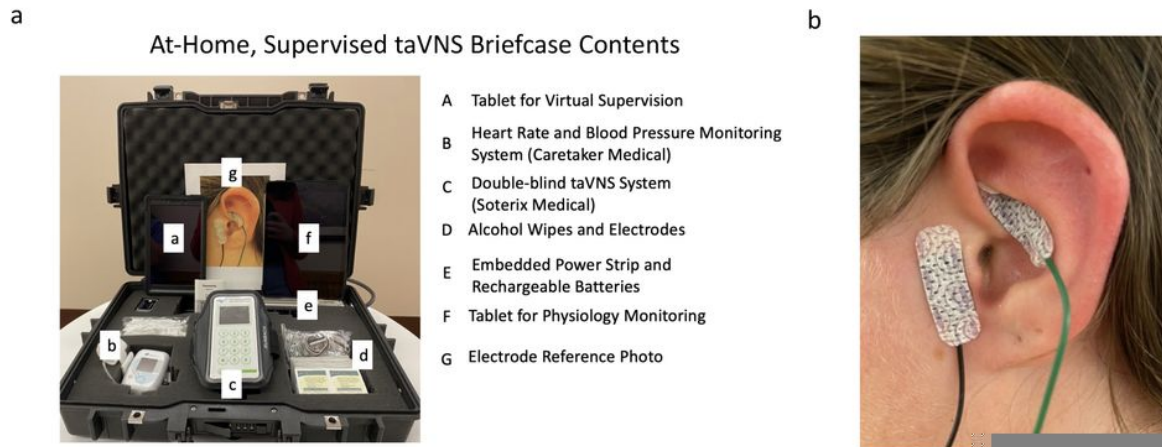 a
b
At-Home, Supervised taVNS Briefcase Contents
g
a
f
e
b
d
c
A Tablet for Virtual Supervision
B Heart Rate and Blood Pressure Monitoring
System (Caretaker Medical)
C Double-blind taVNS System
(Soterix Medical)
D Alcohol Wipes and Electrodes
E Embedded Power Strip and
Rechargeable Batteries
F Tablet for Physiology Monitoring
G Electrode Reference Photo